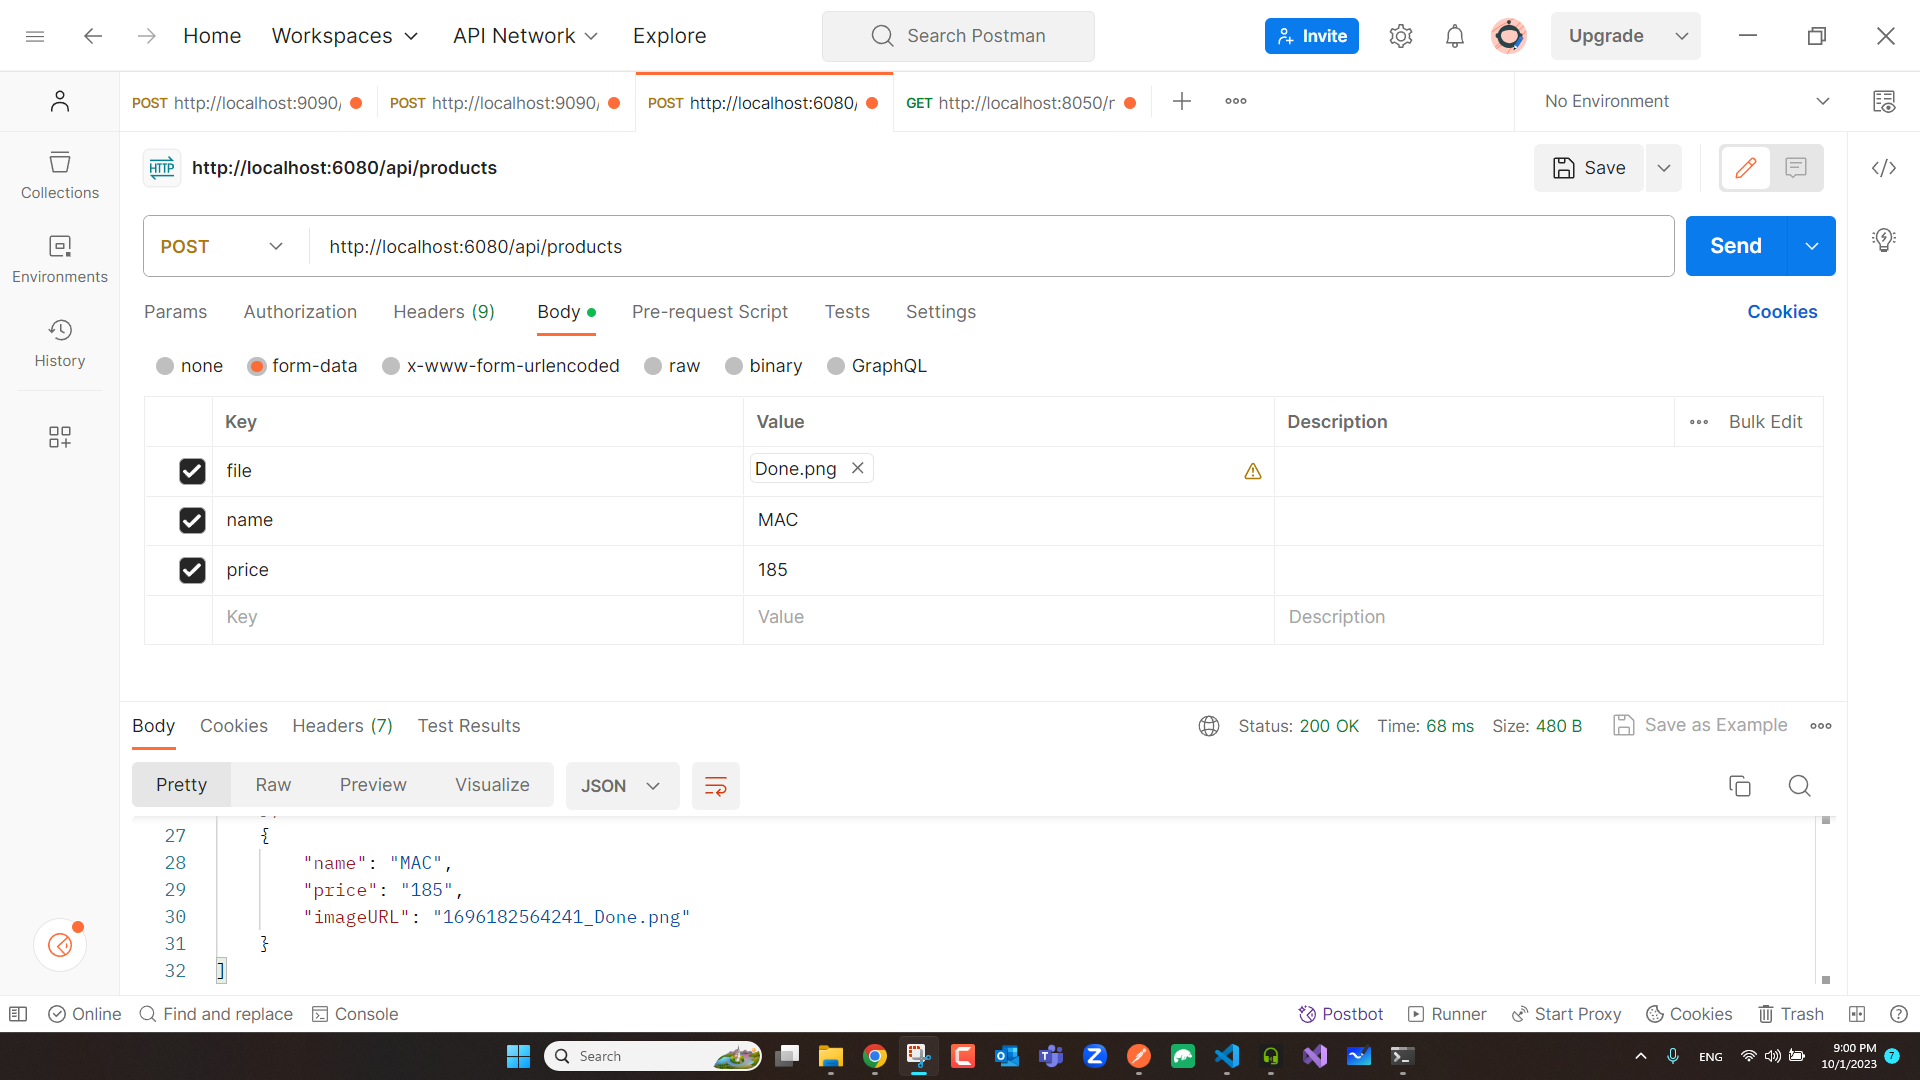 Home Workspaces API Network Explore Search Postman Invite Upgrade
POST http://localhost:9090/ POST http://localhost:9090/ POST http://localhost:6080/ GET http://localhost:8050/r No Environment
HTTP http://localhost:6080/api/products Save
Collections
POST http://localhost:6080/api/products Send
Environments
Params Authorization Headers (9) Body Pre-request Script Tests Settings Cookies
History
none form-data x-www-form-urlencoded raw binary GraphQL
Key Value Description Bulk Edit
file Done.png
name MAC
price 185
Key Value Description
Body Cookies Headers (7) Test Results Status: 200 OK Time: 68 ms Size: 480 B Save as Example
Pretty Raw Preview Visualize JSON
27 {
28 "name": "MAC",
29 "price": "185",
30 "imageURL": "1696182564241_Done.png"
31 }
32 ]
Online Find and replace Console Postbot Runner Start Proxy Cookies Trash
Search ENG 9:00 PM 7
10/1/2023